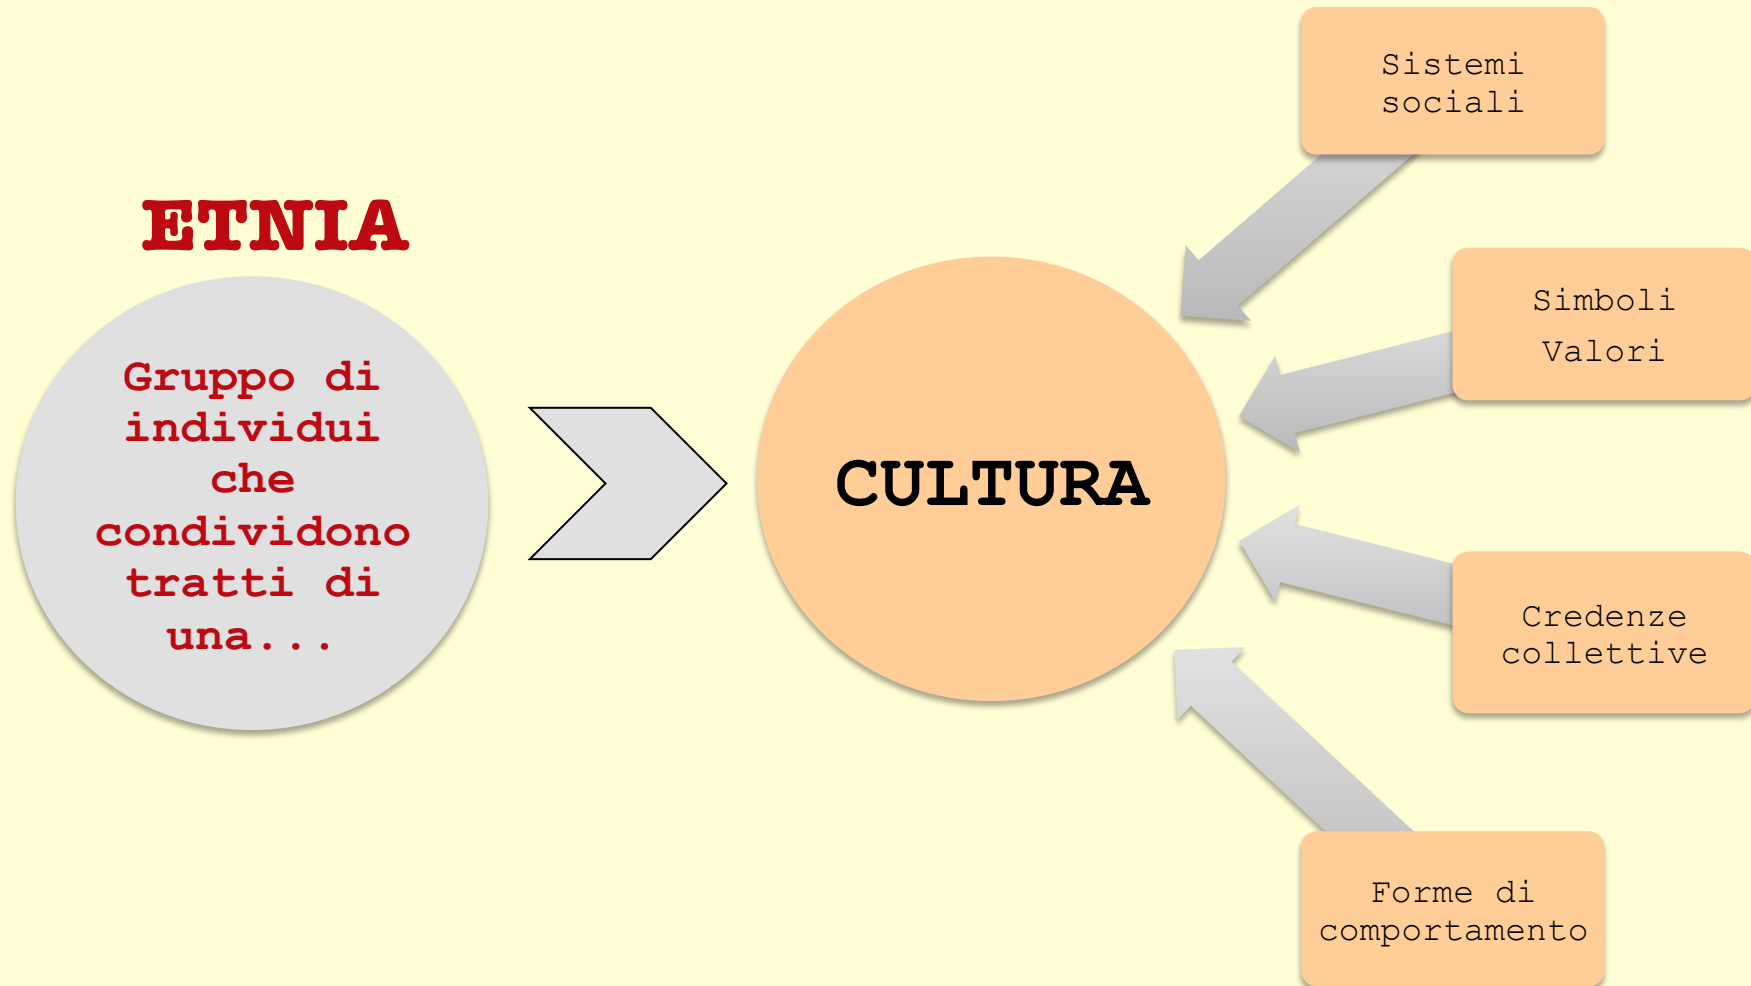 ETNIA
Gruppo di
individui
che
condividono
tratti di
una...
CULTURA
Sistemi
sociali
Simboli
Valori
Credenze
collettive
Forme di
comportamento